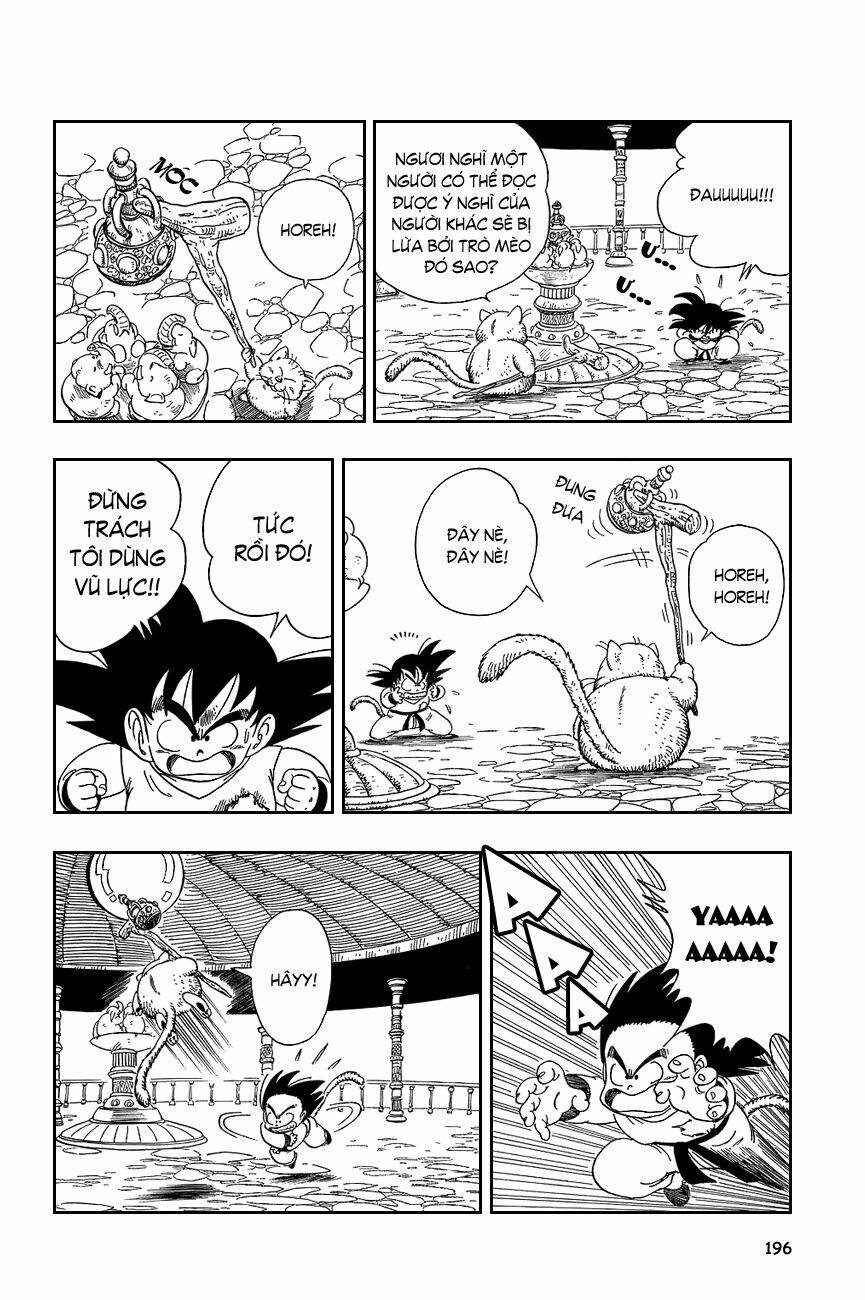 ĐAUUUUU!!!
Ư...
Ư...
NGƯƠI NGHĨ MỘT
NGƯỜI CÓ THỂ ĐỌC
ĐƯỢC Ý NGHĨ CỦA
NGƯỜI KHÁC SẼ BỊ
LỪA BỞI TRÒ MÈO
ĐÓ SAO?
MÓC
HOREH!
ĐUNG
ĐƯA
HOREH,
HOREH!
ĐÂY NÈ,
ĐÂY NÈ!
TỨC
RỒI ĐÓ!
ĐỪNG
TRÁCH
TÔI DÙNG
VŨ LỰC!!
YAAAA
AAAAA!
AAA
HÂYY!
196